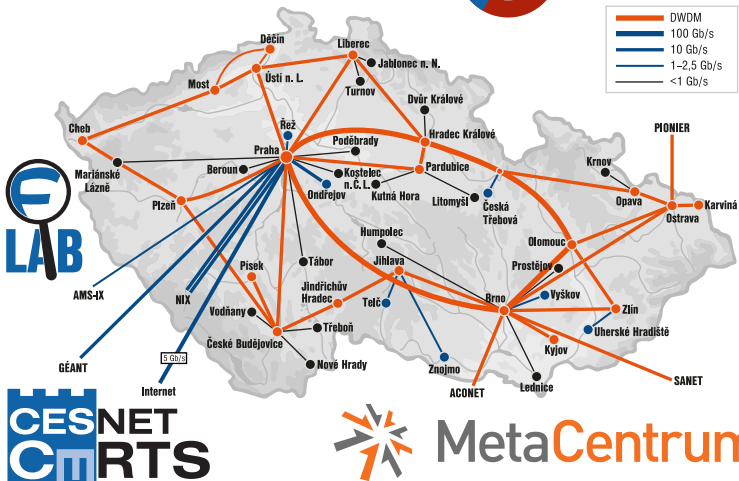 DWDM
100 Gb/s
10 Gb/s
1–2,5 Gb/s
<1 Gb/s
Děčín
Liberec
Jablonec n. N.
Ústí n. L.
Turnov
Most
Dvůr Králové
Cheb
Řež
Hradec Králové
PIONIER
Praha
Poděbrady
Mariánské
Lázně
Beroun
Kostelec
n.Č.L.
Pardubice
Krnov
Ondřejov
Kutná Hora
Litomyšl
Česká
Třebová
Opava
Ostrava
Karviná
Plzeň
F
LAB
Humpolec
Olomouc
Písek
Tábor
Jihlava
Prostějov
AMS-IX
NIX
Jindřichův
Hradec
Telč
Brno
Vyškov
Zlín
Vodňany
Třeboň
Uherské Hradiště
České Budějovice
Kyjov
GÉANT
5 Gb/s
Nové Hrady
Znojmo
SANET
Internet
ACONET
Lednice
CESNET
CERTS
MetaCentrum